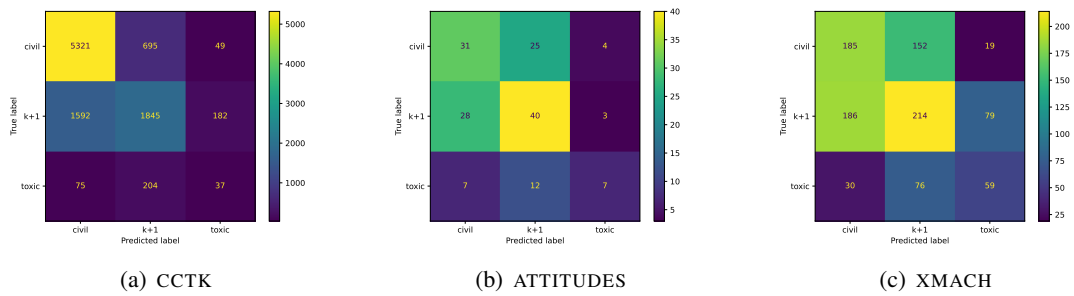 civil
k+1
toxic
True label
5321 695 49
1592 1845 182
75 204 37
civil k+1 toxic
Predicted label
5000
4000
3000
2000
1000
(a) CCTK
civil
k+1
toxic
True label
31 25 4
28 40 3
7 12 7
civil k+1 toxic
Predicted label
40
35
30
25
20
15
10
5
(b) ATTITUDES
civil
k+1
toxic
True label
185 152 19
186 214 79
30 76 59
civil k+1 toxic
Predicted label
200
175
150
125
100
75
50
25
(c) XMACH